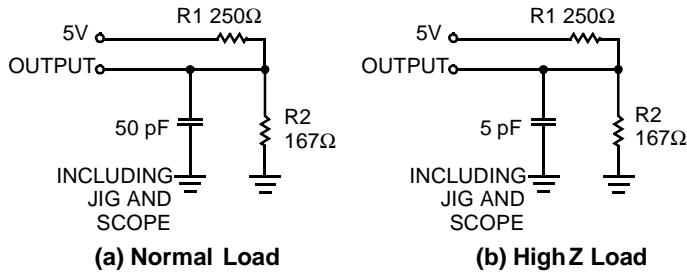 R1 250Ω
5V
OUTPUT
50 pF
R2
167Ω
INCLUDING
JIG AND
SCOPE
(a) Normal Load
R1 250Ω
5V
OUTPUT
5 pF
R2
167Ω
INCLUDING
JIG AND
SCOPE
(b) High Z Load